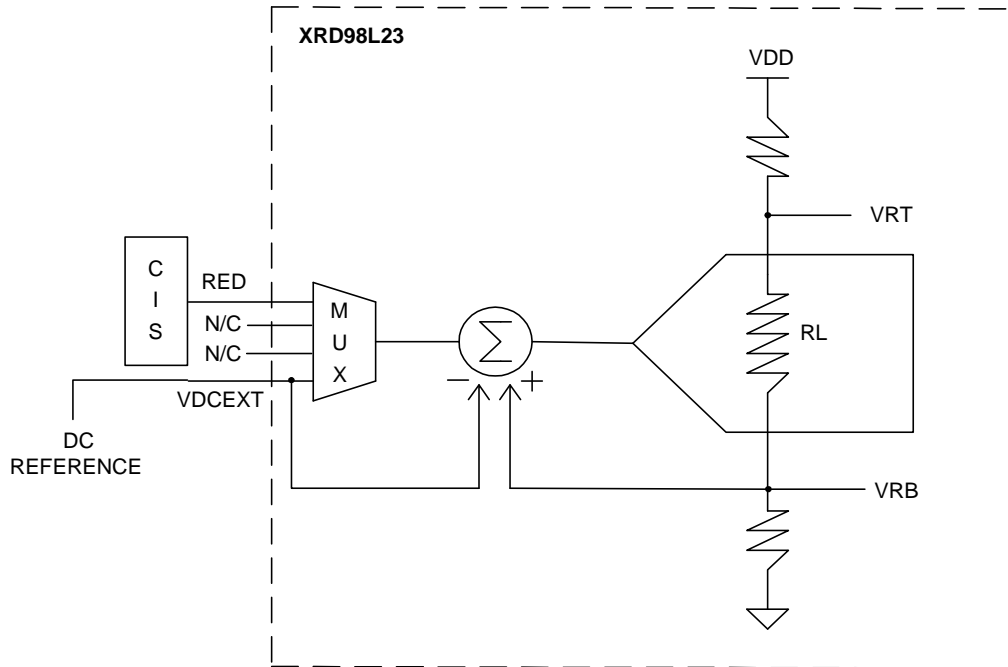 XRD98L23
VDD
VRT
C
I
S
RED
N/C
N/C
M
U
X
VDCEXT
Σ
−
+
RL
DC
REFERENCE
VRB